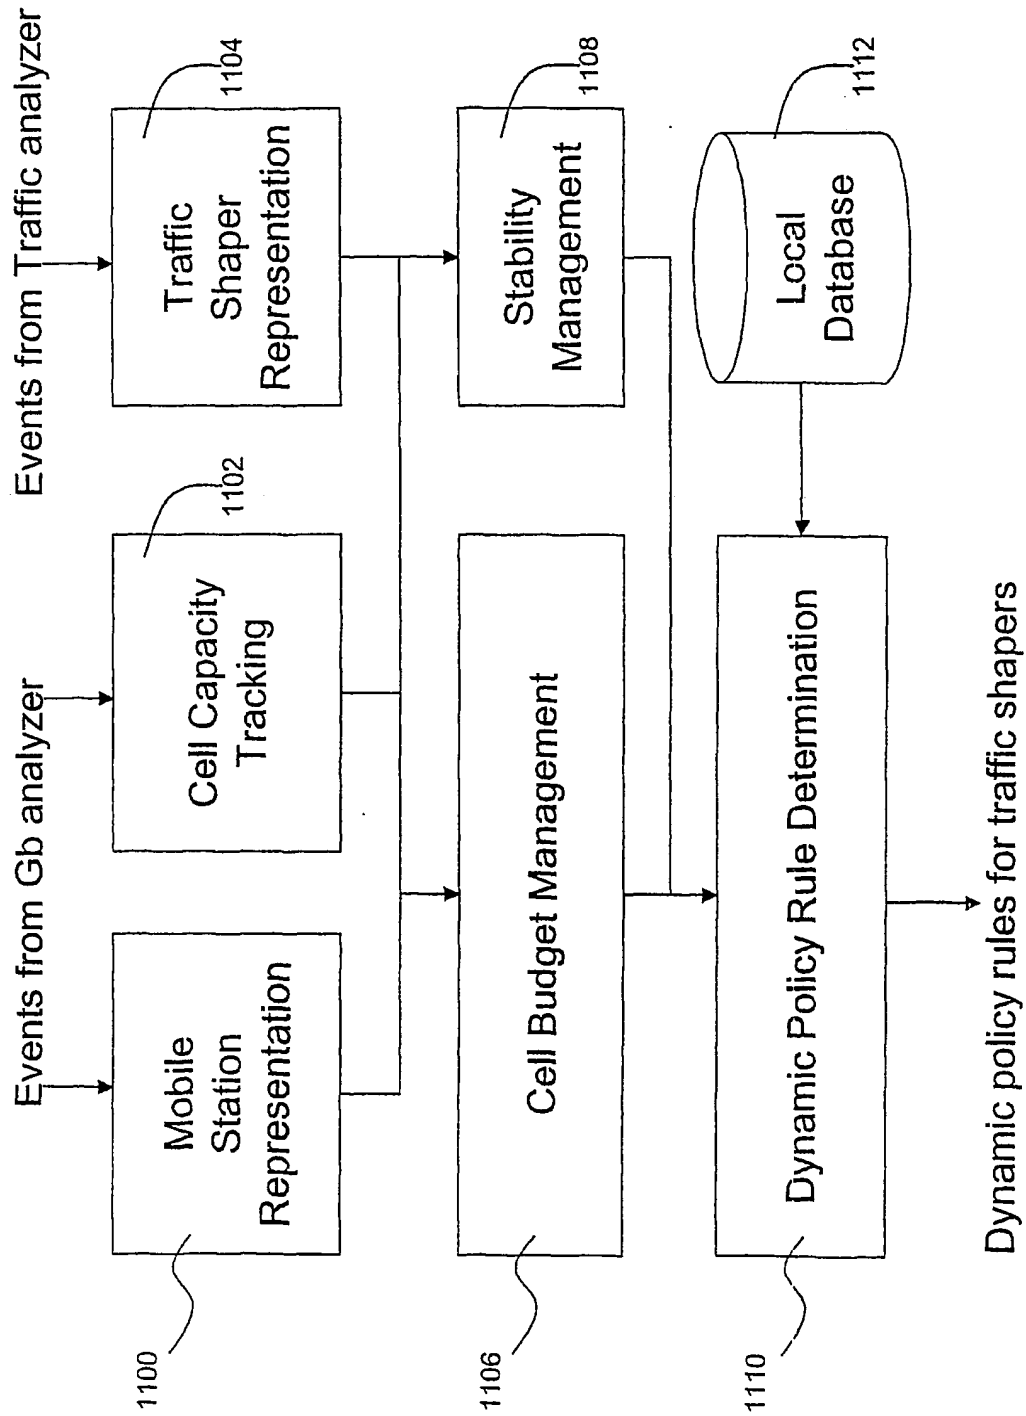 Events from Gb analyzer
Events from Traffic analyzer
1100
Mobile
Station
Representation
Cell Capacity
Tracking
1102
Traffic
Shaper
Representation
1104
1106
Cell Budget Management
Stability
Management
1108
1110
Dynamic Policy Rule Determination
Local
Database
1112
Dynamic policy rules for traffic shapers